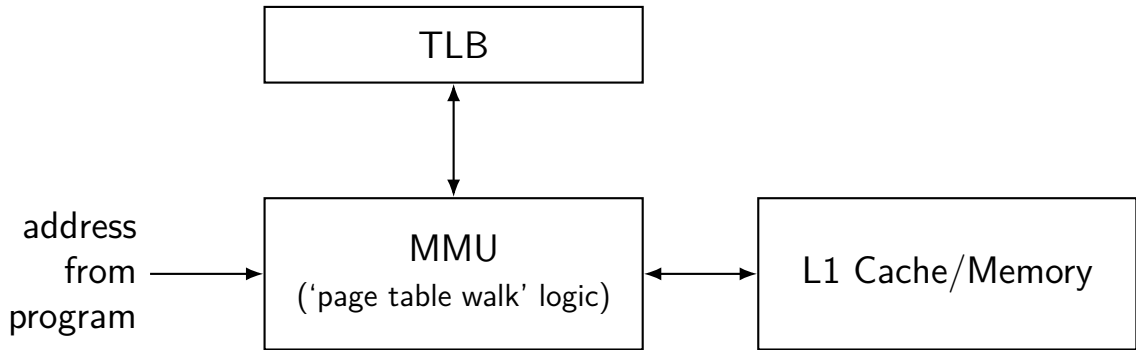 TLB
address
from
program
MMU
(‘page table walk’ logic)
L1 Cache/Memory